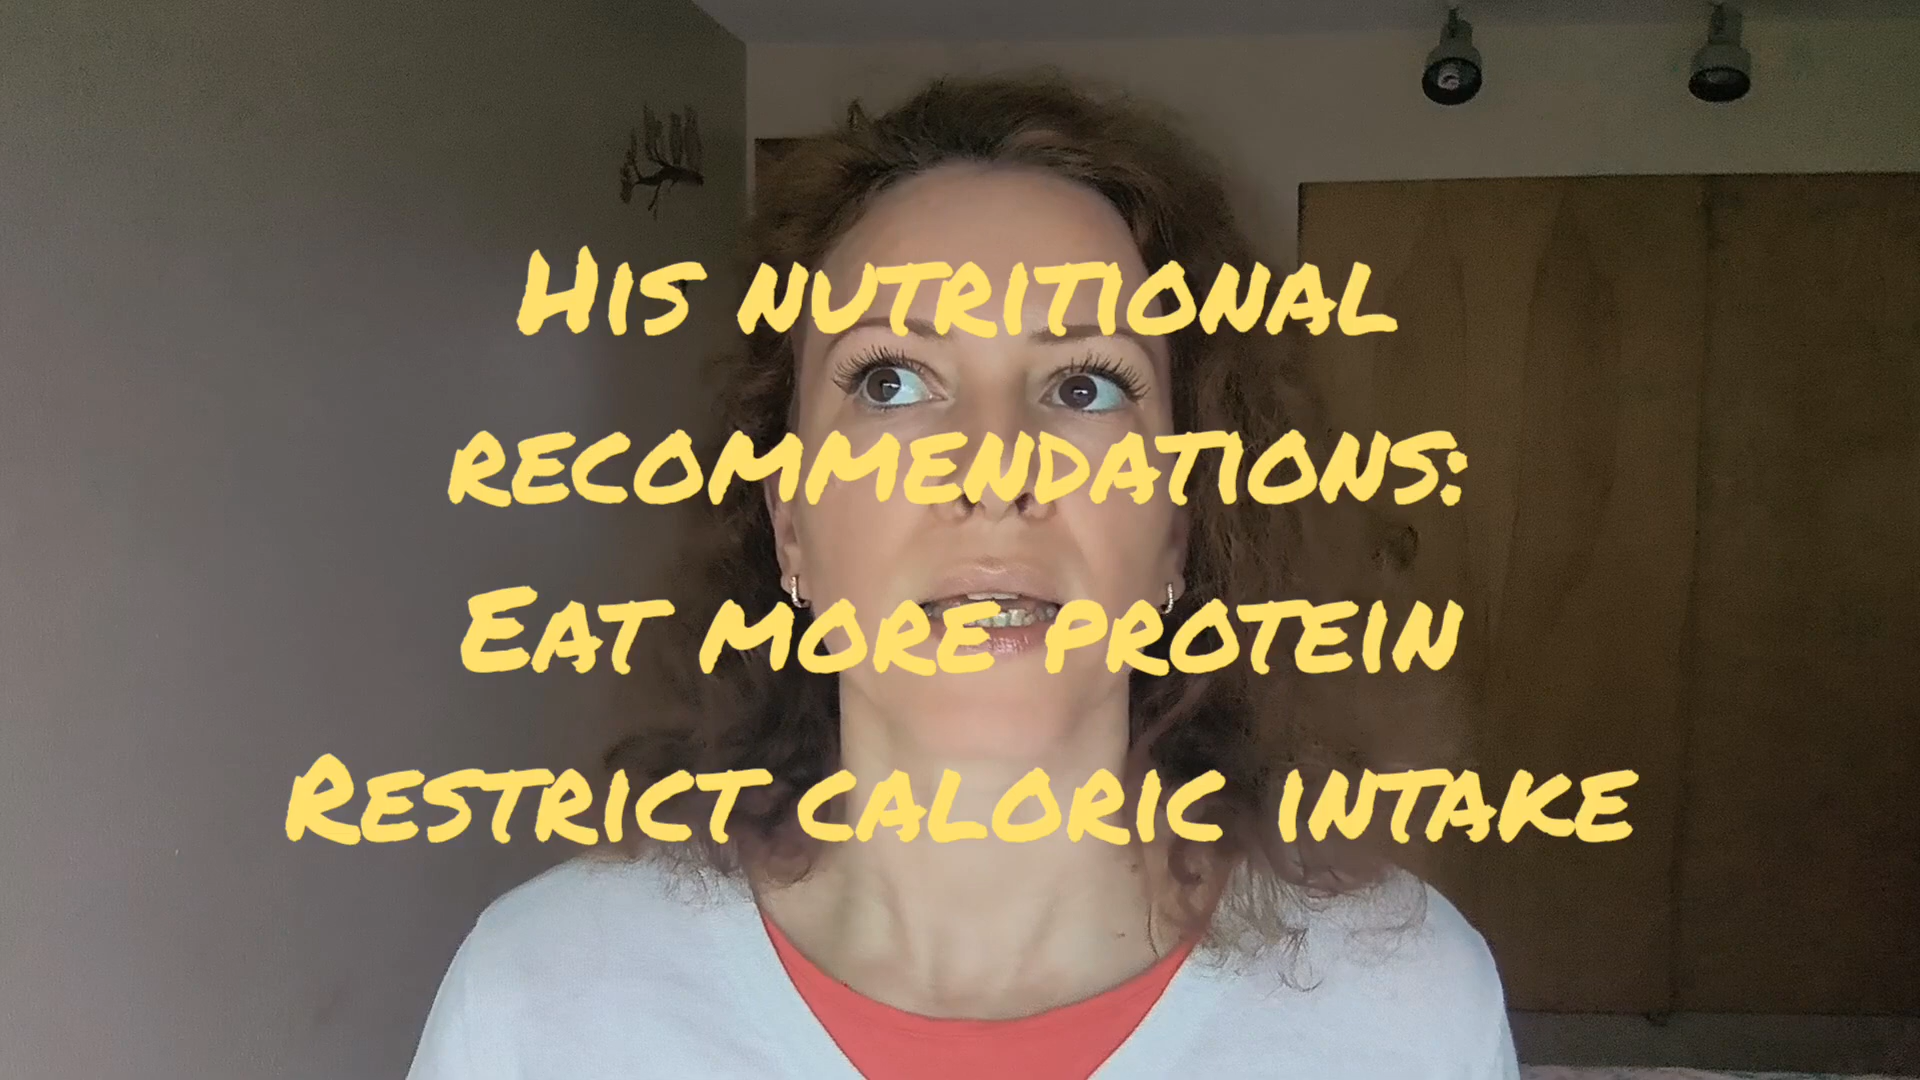 His nutritional
recommendations:
Eat more protein
Restrict caloric intake